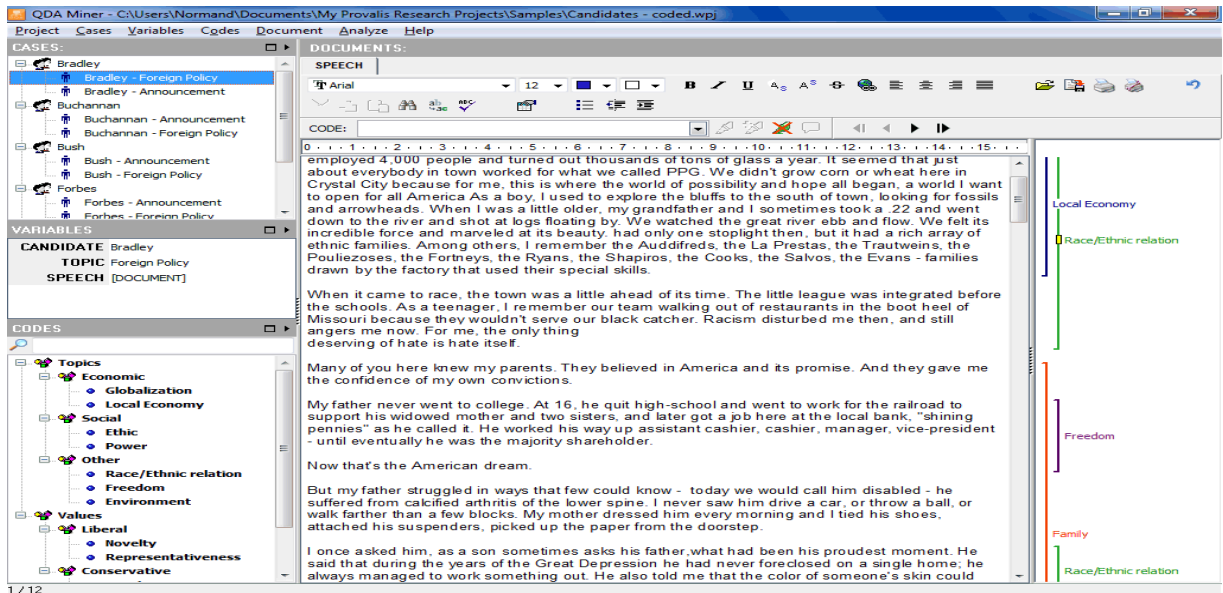 QDA Miner - C:\Users\Normand\Documents\My Provalis Research Projects\Samples\Candidates - coded.wpj
Project Cases Variables Codes Document Analyze Help
CASES:
Bradley
Bradley - Foreign Policy
Bradley - Announcement
Buchannan
Buchannan - Announcement
Buchannan - Foreign Policy
Bush
Bush - Announcement
Bush - Foreign Policy
Forbes
Forbes - Announcement
Forbes - Foreign Policy
VARIABLES
CANDIDATE Bradley
TOPIC Foreign Policy
SPEECH [DOCUMENT]
CODES
Topics
Economic
Globalization
Local Economy
Social
Ethic
Power
Other
Race/Ethnic relation
Freedom
Environment
Values
Liberal
Novelty
Representativeness
Conservative
1 / 12
DOCUMENTS:
SPEECH
Arial 12 B I U
CODE:
0 1 2 3 4 5 6 7 8 9 10 11 12 13 14 15
employed 4,000 people and turned out thousands of tons of glass a year. It seemed that just
about everybody in town worked for what we called PPG. We didn't grow corn or wheat here in
Crystal City because for me, this is where the world of possibility and hope all began, a world I want
to open for all America As a boy, I used to explore the bluffs to the south of town, looking for fossils
and arrowheads. When I was a little older, my grandfather and I sometimes took a .22 and went
down to the river and shot at logs floating by. We watched the great river ebb and flow. We felt its
incredible force and marveled at its beauty. had only one stoplight then, but it had a rich array of
ethnic families. Among others, I remember the Auddifreds, the La Prestas, the Trautweins, the
Pouliezoses, the Fortneys, the Ryans, the Shapiros, the Cooks, the Salvos, the Evans - families
drawn by the factory that used their special skills.
When it came to race, the town was a little ahead of its time. The little league was integrated before
the schools. As a teenager, I remember our team walking out of restaurants in the boot heel of
Missouri because they wouldn't serve our black catcher. Racism disturbed me then, and still
angers me now. For me, the only thing
deserving of hate is hate itself.
Many of you here knew my parents. They believed in America and its promise. And they gave me
the confidence of my own convictions.
My father never went to college. At 16, he quit high-school and went to work for the railroad to
support his widowed mother and two sisters, and later got a job here at the local bank, "shining
pennies" as he called it. He worked his way up assistant cashier, cashier, manager, vice-president
- until eventually he was the majority shareholder.
Now that's the American dream.
But my father struggled in ways that few could know - today we would call him disabled - he
suffered from calcified arthritis of the lower spine. I never saw him drive a car, or throw a ball, or
walk farther than a few blocks. My mother dressed him every morning and I tied his shoes,
attached his suspenders, picked up the paper from the doorstep.
I once asked him, as a son sometimes asks his father,what had been his proudest moment. He
said that during the years of the Great Depression he had never foreclosed on a single home; he
always managed to work something out. He also told me that the color of someone's skin could
Local Economy
Race/Ethnic relation
Freedom
Family
Race/Ethnic relation